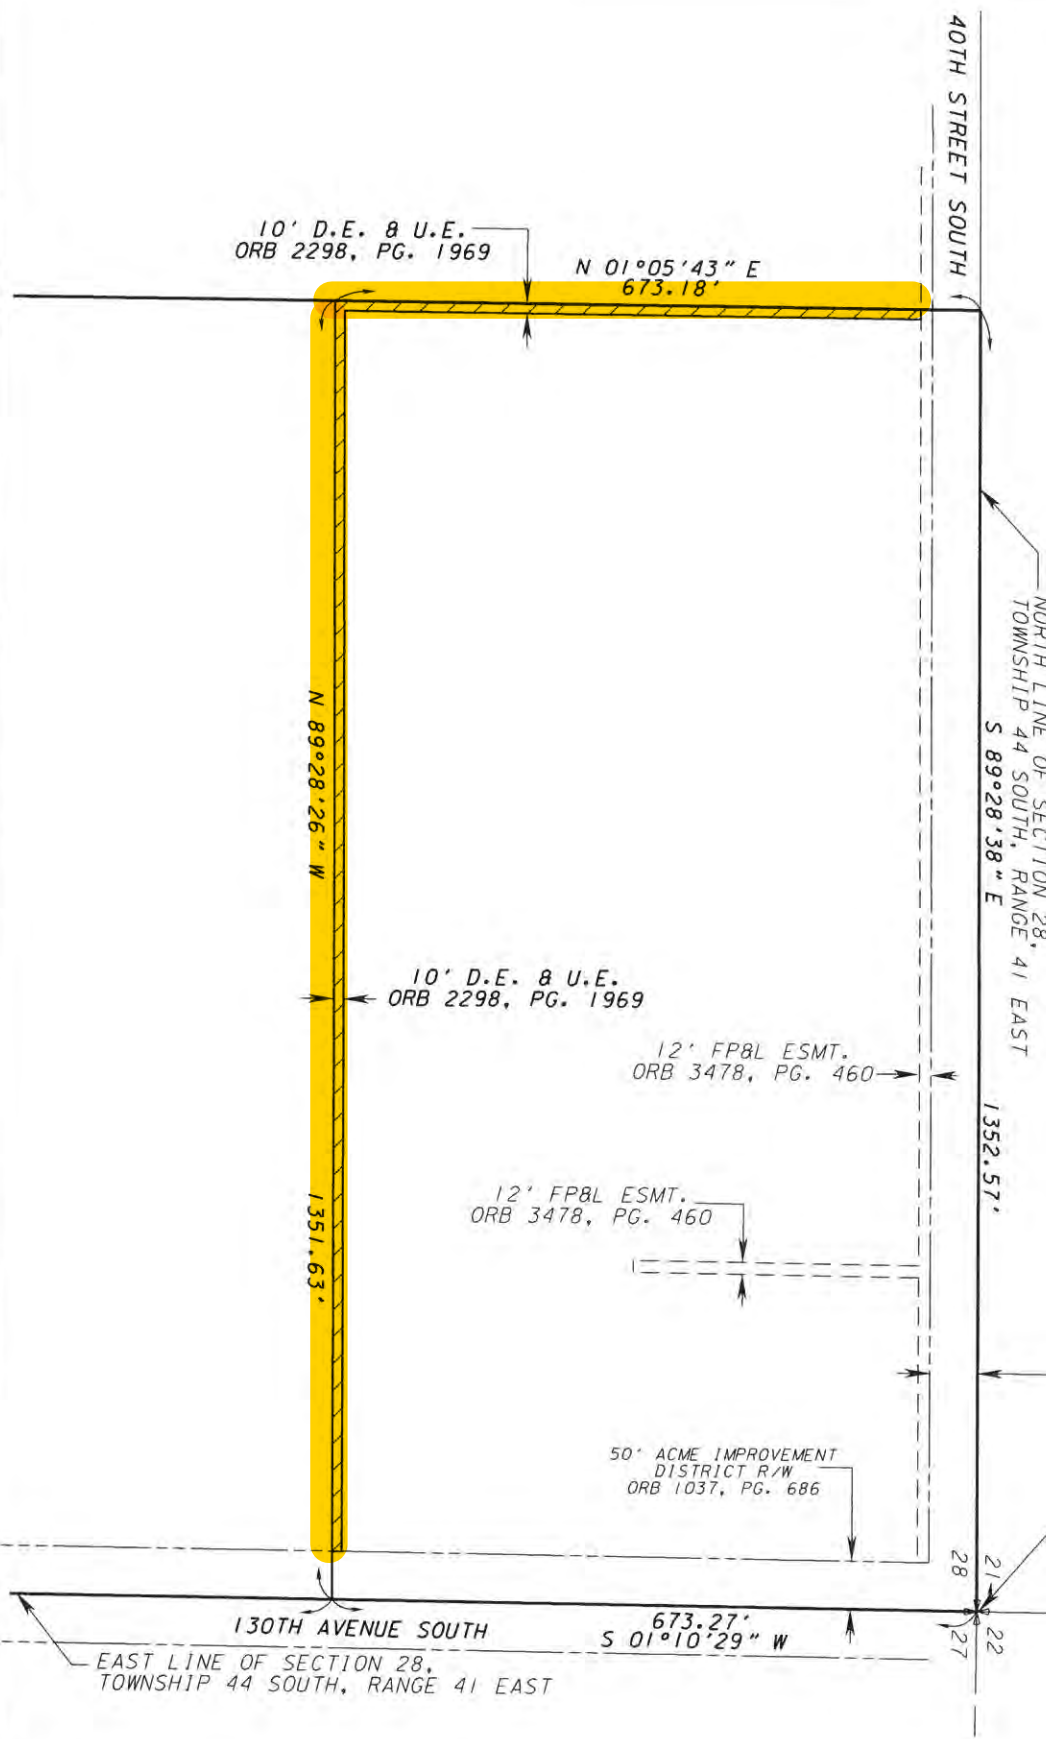 40TH STREET SOUTH
10' D.E. & U.E.
ORB 2298, PG. 1969
N 01°05'43" E
673.18'
NORTH LINE OF SECTION 28,
TOWNSHIP 44 SOUTH, RANGE 41 EAST
S 89°28'38" E
1352.57'
N 89°28'26" W
1351.63'
10' D.E. & U.E.
ORB 2298, PG. 1969
12' FP&L ESMT.
ORB 3478, PG. 460
12' FP&L ESMT.
ORB 3478, PG. 460
50' ACME IMPROVEMENT
DISTRICT R/W
ORB 1037, PG. 686
28
21
27
22
130TH AVENUE SOUTH
673.27'
S 01°10'29" W
EAST LINE OF SECTION 28,
TOWNSHIP 44 SOUTH, RANGE 41 EAST